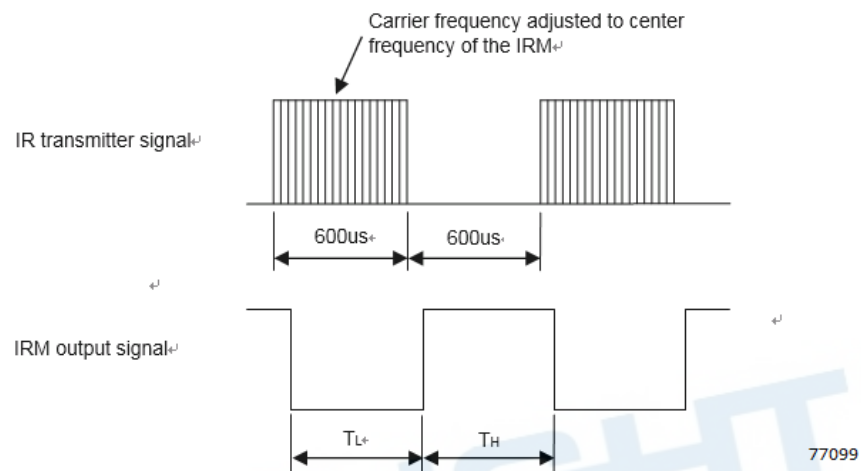 Carrier frequency adjusted to center
frequency of the IRM↵
IR transmitter signal↵
600us↵
600us↵
↵
↵
IRM output signal↵
TL↵
TH
77099